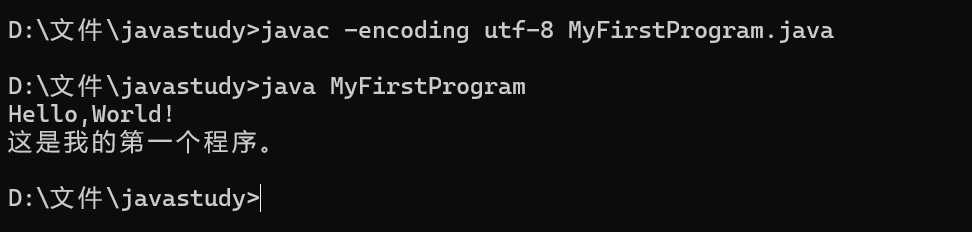 D:\文件\javastudy>javac -encoding utf-8 MyFirstProgram.java
D:\文件\javastudy>java MyFirstProgram
Hello,World!
这是我的第一个程序。
D:\文件\javastudy>